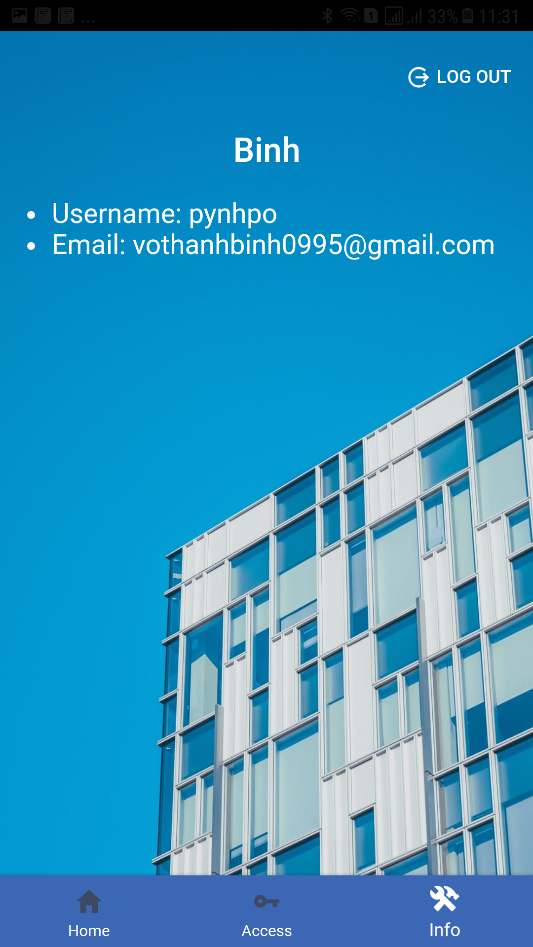 ... 33% 11:31
LOG OUT
Binh
• Username: pynhpo
• Email: vothanhbinh0995@gmail.com
Home Access Info